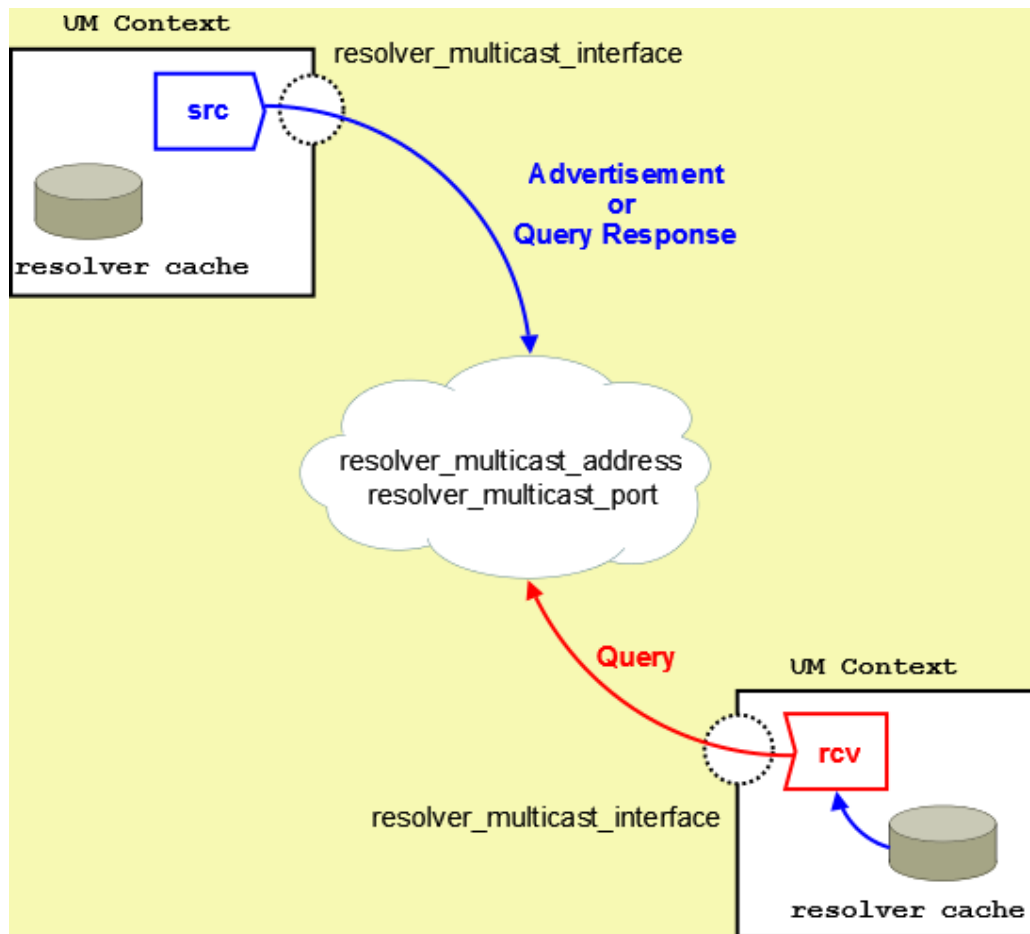 UM Context
resolver_multicast_interface
src
Advertisement
or
Query Response
resolver cache
resolver_multicast_address
resolver_multicast_port
Query
UM Context
rcv
resolver_multicast_interface
resolver cache